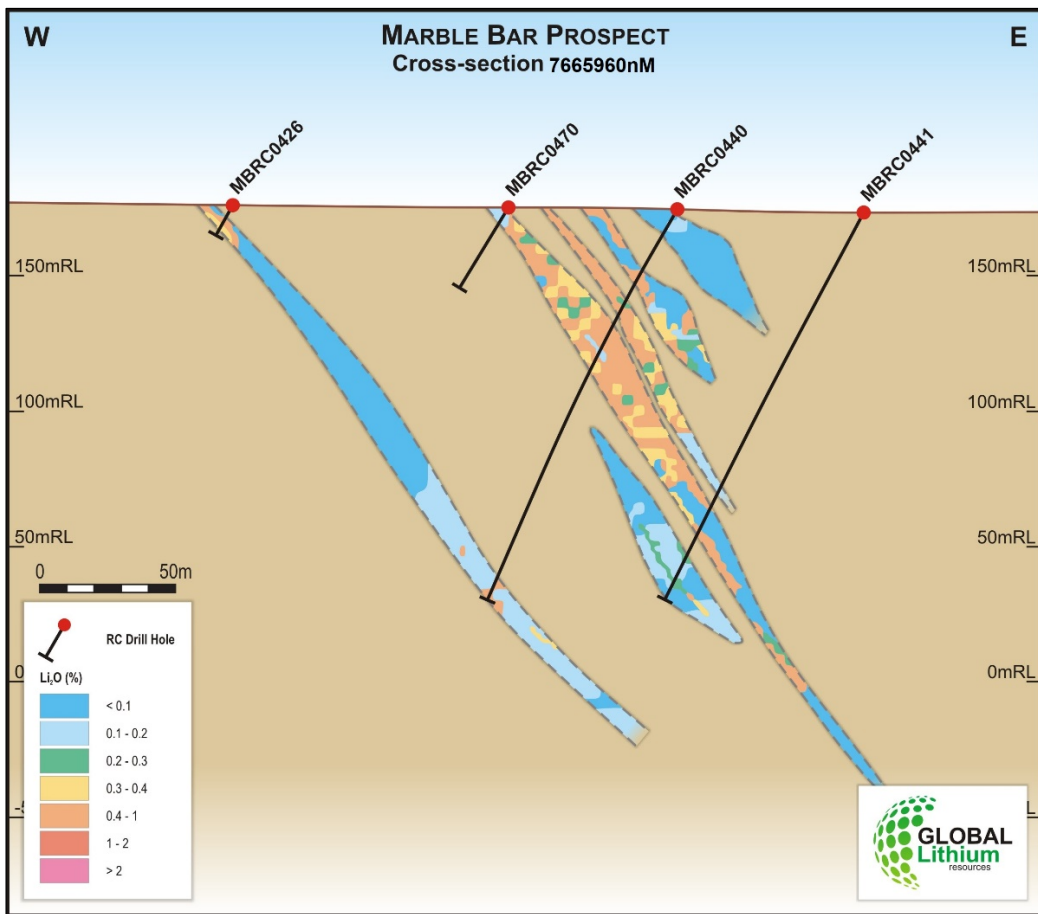 W
MARBLE BAR PROSPECT
E
Cross-section 7665960nM
MBRC0426
MBRC0470
MBRC0440
MBRC0441
150mRL
150mRL
100mRL
100mRL
50mRL
50mRL
0 50m
RC Drill Hole
Li₂O (%)
< 0.1
0.1 - 0.2
0.2 - 0.3
0.3 - 0.4
0.4 - 1
1 - 2
> 2
0
0mRL
GLOBAL
Lithium
resources